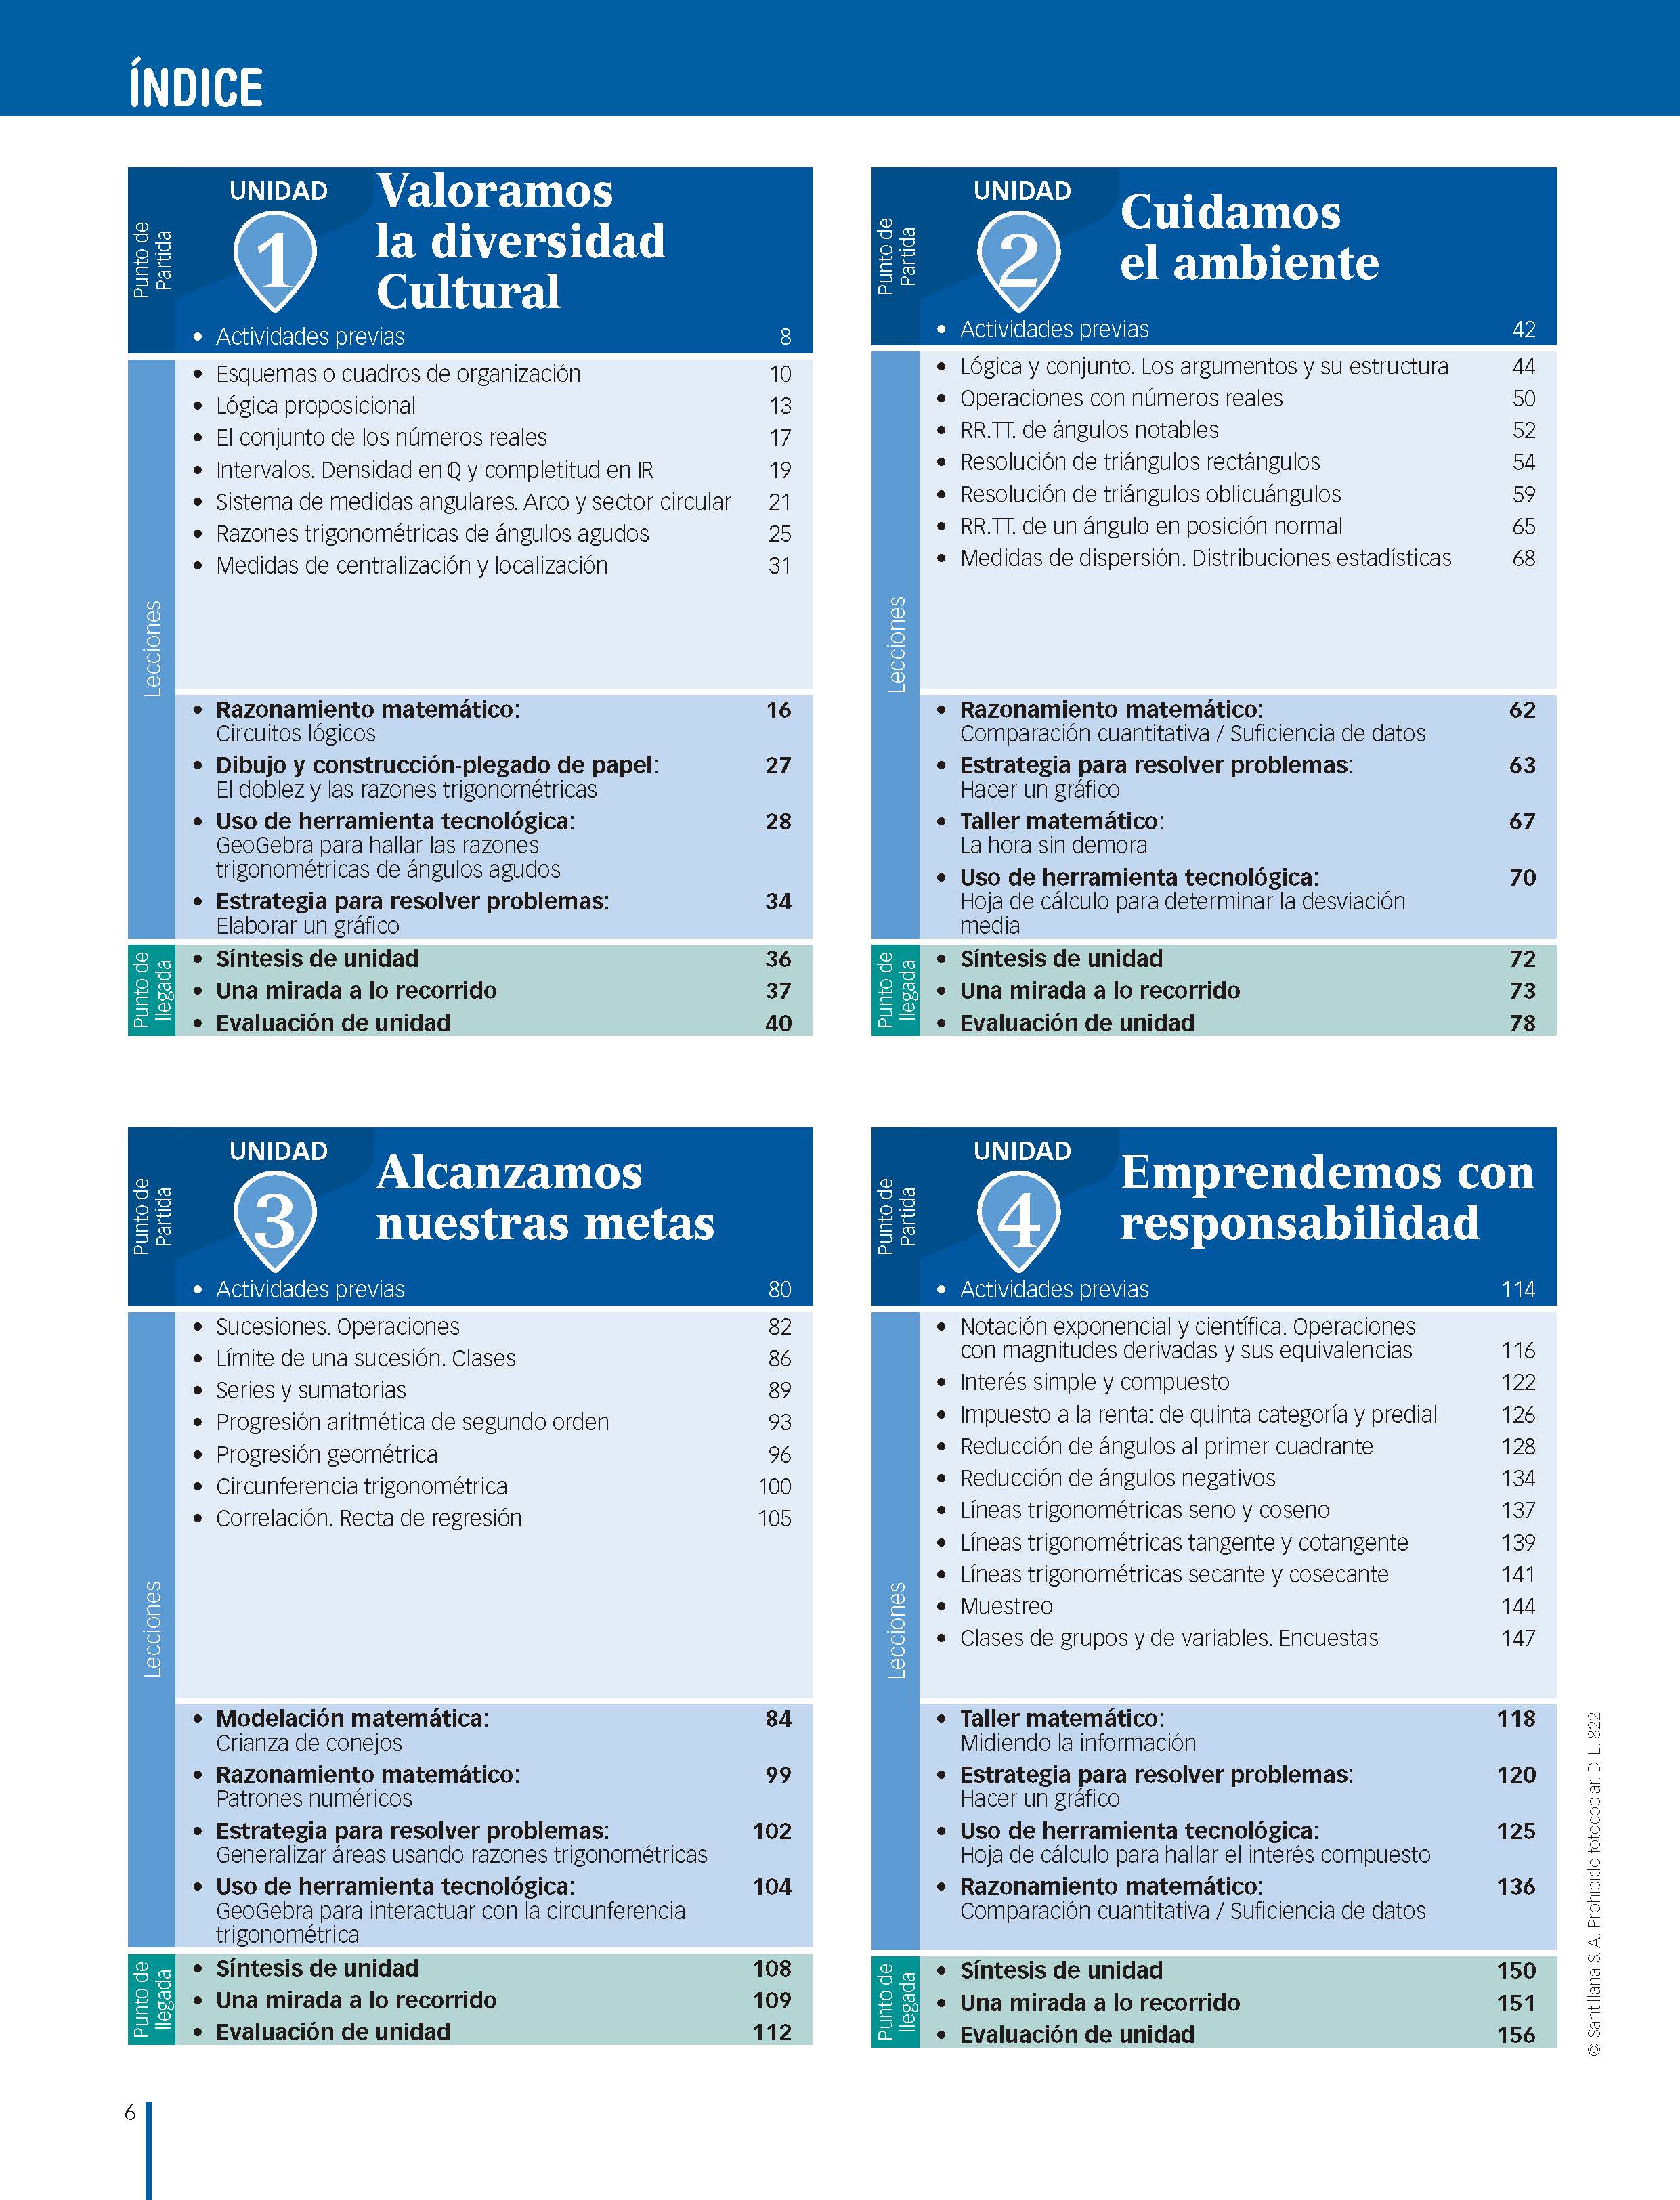 ÍNDICE
Punto de
Partida
UNIDAD
1
Valoramos
la diversidad
Cultural
• Actividades previas 8
Lecciones
• Esquemas o cuadros de organización 10
• Lógica proposicional 13
• El conjunto de los números reales 17
• Intervalos. Densidad en ℚ y completitud en IR 19
• Sistema de medidas angulares. Arco y sector circular 21
• Razones trigonométricas de ángulos agudos 25
• Medidas de centralización y localización 31
• Razonamiento matemático: 16
Circuitos lógicos
• Dibujo y construcción-plegado de papel: 27
El doblez y las razones trigonométricas
• Uso de herramienta tecnológica: 28
GeoGebra para hallar las razones
trigonométricas de ángulos agudos
• Estrategia para resolver problemas: 34
Elaborar un gráfico
Punto de
llegada
• Síntesis de unidad 36
• Una mirada a lo recorrido 37
• Evaluación de unidad 40
Punto de
Partida
UNIDAD
2
Cuidamos
el ambiente
• Actividades previas 42
Lecciones
• Lógica y conjunto. Los argumentos y su estructura 44
• Operaciones con números reales 50
• RR.TT. de ángulos notables 52
• Resolución de triángulos rectángulos 54
• Resolución de triángulos oblicuángulos 59
• RR.TT. de un ángulo en posición normal 65
• Medidas de dispersión. Distribuciones estadísticas 68
• Razonamiento matemático: 62
Comparación cuantitativa / Suficiencia de datos
• Estrategia para resolver problemas: 63
Hacer un gráfico
• Taller matemático: 67
La hora sin demora
• Uso de herramienta tecnológica: 70
Hoja de cálculo para determinar la desviación
media
Punto de
llegada
• Síntesis de unidad 72
• Una mirada a lo recorrido 73
• Evaluación de unidad 78
Punto de
Partida
UNIDAD
3
Alcanzamos
nuestras metas
• Actividades previas 80
Lecciones
• Sucesiones. Operaciones 82
• Límite de una sucesión. Clases 86
• Series y sumatorias 89
• Progresión aritmética de segundo orden 93
• Progresión geométrica 96
• Circunferencia trigonométrica 100
• Correlación. Recta de regresión 105
• Modelación matemática: 84
Crianza de conejos
• Razonamiento matemático: 99
Patrones numéricos
• Estrategia para resolver problemas: 102
Generalizar áreas usando razones trigonométricas
• Uso de herramienta tecnológica: 104
GeoGebra para interactuar con la circunferencia
trigonométrica
Punto de
llegada
• Síntesis de unidad 108
• Una mirada a lo recorrido 109
• Evaluación de unidad 112
Punto de
Partida
UNIDAD
4
Emprendemos con
responsabilidad
• Actividades previas 114
Lecciones
• Notación exponencial y científica. Operaciones
con magnitudes derivadas y sus equivalencias 116
• Interés simple y compuesto 122
• Impuesto a la renta: de quinta categoría y predial 126
• Reducción de ángulos al primer cuadrante 128
• Reducción de ángulos negativos 134
• Líneas trigonométricas seno y coseno 137
• Líneas trigonométricas tangente y cotangente 139
• Líneas trigonométricas secante y cosecante 141
• Muestreo 144
• Clases de grupos y de variables. Encuestas 147
• Taller matemático: 118
Midiendo la información
• Estrategia para resolver problemas: 120
Hacer un gráfico
• Uso de herramienta tecnológica: 125
Hoja de cálculo para hallar el interés compuesto
• Razonamiento matemático: 136
Comparación cuantitativa / Suficiencia de datos
Punto de
llegada
• Síntesis de unidad 150
• Una mirada a lo recorrido 151
• Evaluación de unidad 156
© Santillana S. A. Prohibido fotocopiar. D. L. 822
6